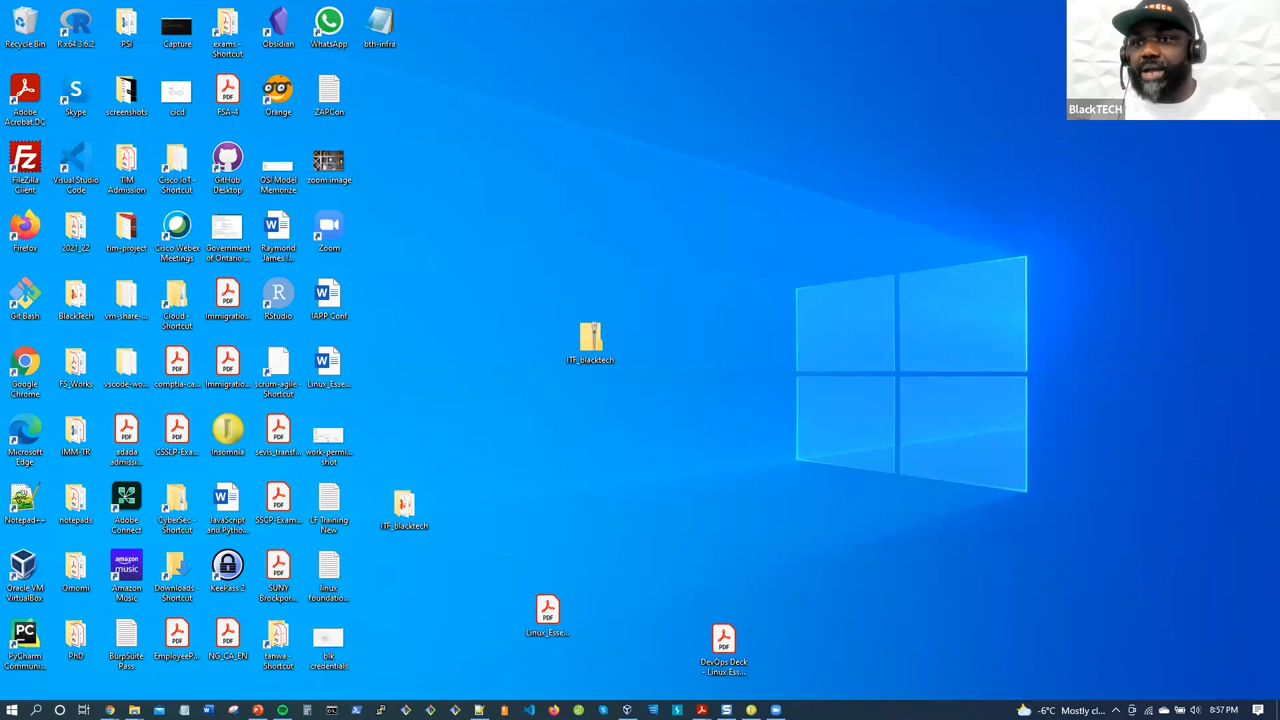 Recycle Bin
R x64 3.6.2
PSI
Capture
exams -
Shortcut
Obsidian
WhatsApp
bth-infra
Adobe
Acrobat DC
Skype
screenshots
cicd
FSA-4
Orange
ZAPCon
FileZilla
Client
Visual Studio
Code
TIM
Admission
Cisco IoT -
Shortcut
GitHub
Desktop
OSI Model
Memorize
zoom image
Firefox
2021_22
tim-project
Cisco Webex
Meetings
Government
of Ontario ...
Raymond
James I...
Zoom
Git Bash
BlackTech
vm-share-...
Cloud -
Shortcut
Immigratio...
RStudio
IAPP Conf
Google
Chrome
FS_Works
vscode-wo...
comptia-ca...
Immigratio...
scrum-agile -
Shortcut
Linux_Esse...
Microsoft
Edge
IMM-TR
adada
admissi...
CSSLP-Exa...
Insomnia
sevis_transf...
work-permi...
shot
Notepad++
notepads
Adobe
Connect
CyberSec -
Shortcut
JavaScript
and Pytho...
SSCP-Exam...
LF Training
New
Oracle VM
VirtualBox
Omomi
amazon
music
Amazon
Music
Downloads -
Shortcut
KeePass 2
SUNY
Brockpor...
linux
foundatio...
PyCharm
Communi...
PhD
BurpSuite
Pass
EmployeeP...
NG_CA_EN
tanwa -
Shortcut
blk
credentials
ITF_blacktech
ITF_blacktech
PDF
Linux_Esse...
PDF
DevOps Deck
- Linux Ess...
BlackTECH
-6°C Mostly cl...
8:57 PM